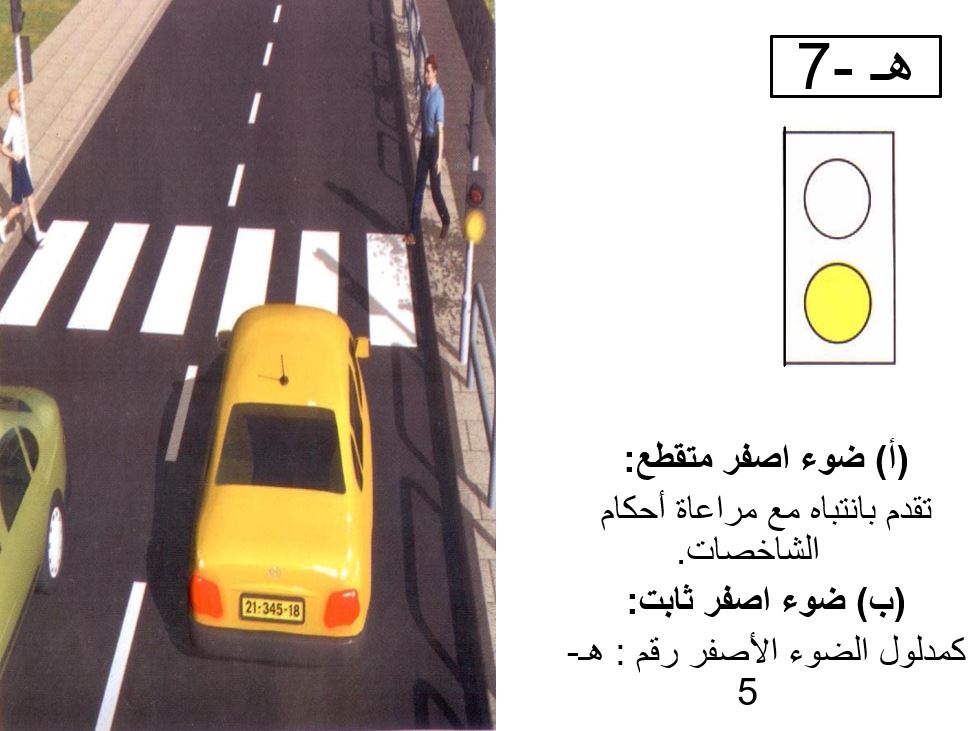 هـ -7
(أ) ضوء اصفر متقطع:
تقدم بانتباه مع مراعاة أحكام
الشاخصات.
(ب) ضوء اصفر ثابت:
كمدلول الضوء الأصفر رقم : هـ-
5
21-345-18